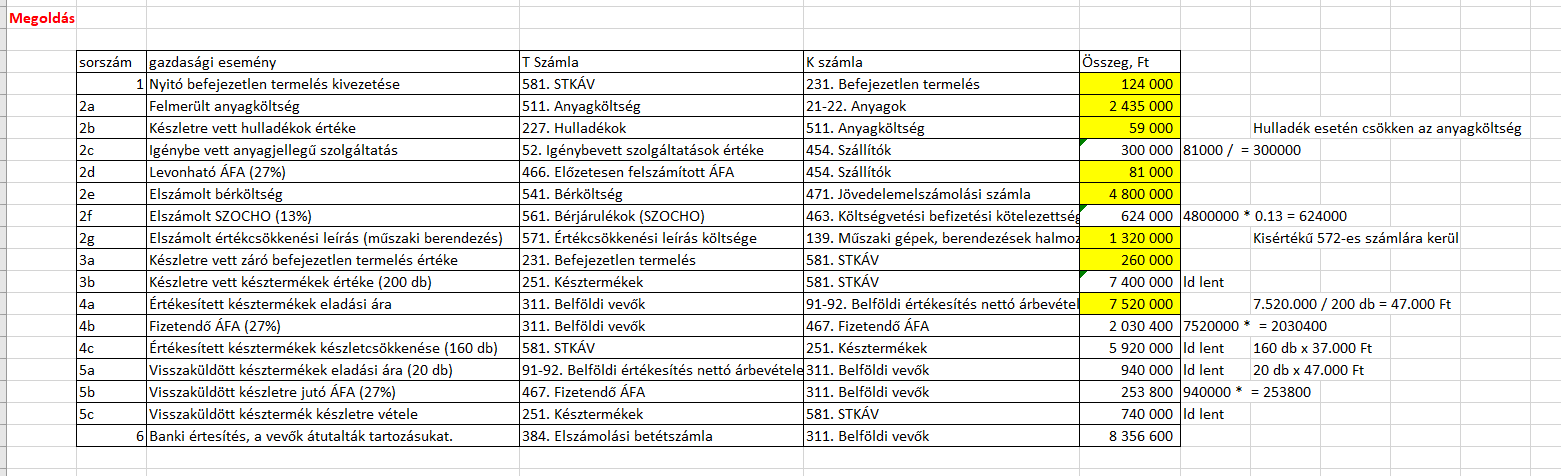 Megoldás
sorszám gazdasági esemény T Számla K számla Összeg, Ft
1 Nyitó befejezetlen termelés kivezetése 581. STKÁV 231. Befejezetlen termelés 124 000
2a Felmerült anyagköltség 511. Anyagköltség 21-22. Anyagok 2 435 000
2b Készletre vett hulladékok értéke 227. Hulladékok 511. Anyagköltség 59 000 Hulladék esetén csökken az anyagköltség
2c Igénybe vett anyagjellegű szolgáltatás 52. Igénybevett szolgáltatások értéke 454. Szállítók 300 000 81000 / = 300000
2d Levonható ÁFA (27%) 466. Előzetesen felszámított ÁFA 454. Szállítók 81 000
2e Elszámolt bérköltség 541. Bérköltség 471. Jövedelemelszámolási számla 4 800 000
2f Elszámolt SZOCHO (13%) 561. Bérjárulékok (SZOCHO) 463. Költségvetési befizetési kötelezettség 624 000 4800000 * 0.13 = 624000
2g Elszámolt értékcsökkenési leírás (műszaki berendezés) 571. Értékcsökkenési leírás költsége 139. Műszaki gépek, berendezések halmoz 1 320 000 Kisértékű 572-es számlára kerül
3a Készletre vett záró befejezetlen termelés értéke 231. Befejezetlen termelés 581. STKÁV 260 000
3b Készletre vett késztermékek értéke (200 db) 251. Késztermékek 581. STKÁV 7 400 000 ld lent
4a Értékesített késztermékek eladási ára 311. Belföldi vevők 91-92. Belföldi értékesítés nettó árbevétel 7 520 000 7.520.000 / 200 db = 47.000 Ft
4b Fizetendő ÁFA (27%) 311. Belföldi vevők 467. Fizetendő ÁFA 2 030 400 7520000 * = 2030400
4c Értékesített késztermékek készletcsökkenése (160 db) 581. STKÁV 251. Késztermékek 5 920 000 ld lent 160 db x 37.000 Ft
5a Visszaküldött késztermékek eladási ára (20 db) 91-92. Belföldi értékesítés nettó árbevétele 311. Belföldi vevők 940 000 ld lent 20 db x 47.000 Ft
5b Visszaküldött készletre jutó ÁFA (27%) 467. Fizetendő ÁFA 311. Belföldi vevők 253 800 940000 * = 253800
5c Visszaküldött késztermék készletre vétele 251. Késztermékek 581. STKÁV 740 000 ld lent
6 Banki értesítés, a vevők átutalták tartozásukat. 384. Elszámolási betétszámla 311. Belföldi vevők 8 356 600